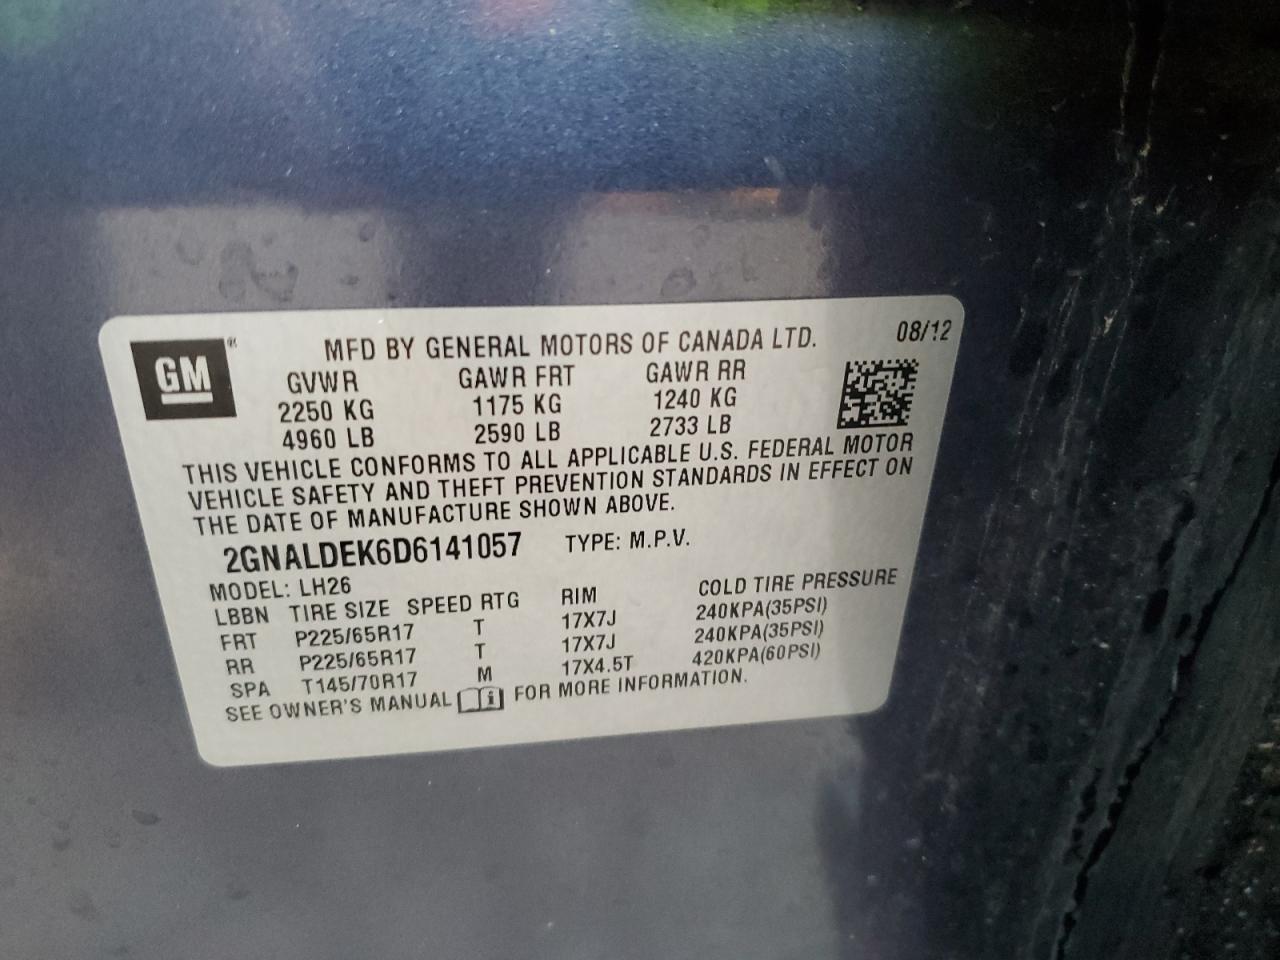 GM ®
MFD BY GENERAL MOTORS OF CANADA LTD. 08/12
GVWR GAWR FRT GAWR RR
2250 KG 1175 KG 1240 KG
4960 LB 2590 LB 2733 LB
THIS VEHICLE CONFORMS TO ALL APPLICABLE U.S. FEDERAL MOTOR
VEHICLE SAFETY AND THEFT PREVENTION STANDARDS IN EFFECT ON
THE DATE OF MANUFACTURE SHOWN ABOVE.
2GNALDEK6D6141057 TYPE: M.P.V.
MODEL: LH26
LBBN TIRE SIZE SPEED RTG RIM COLD TIRE PRESSURE
FRT P225/65R17 T 17X7J 240KPA(35PSI)
RR P225/65R17 T 17X7J 240KPA(35PSI)
SPA T145/70R17 M 17X4.5T 420KPA(60PSI)
SEE OWNER'S MANUAL i FOR MORE INFORMATION.